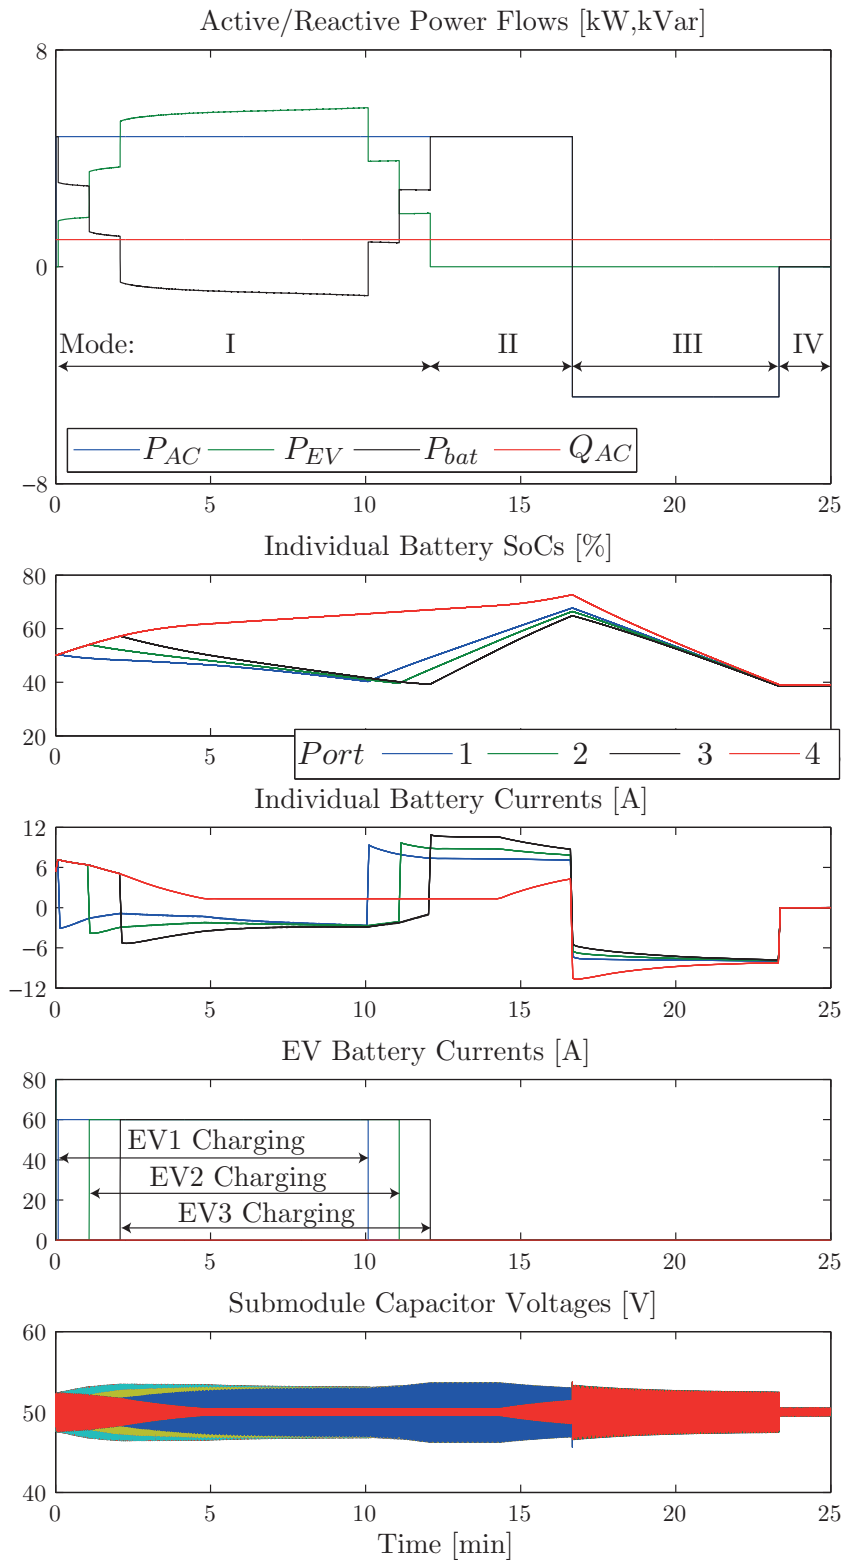 Active/Reactive Power Flows [kW,kVar]
8
0
−8
Mode: I II III IV
P_AC P_EV P_bat Q_AC
0 5 10 15 20 25
Individual Battery SoCs [%]
80
60
40
20
Port 1 2 3 4
0 5 10 15 20 25
Individual Battery Currents [A]
12
6
0
−6
−12
0 5 10 15 20 25
EV Battery Currents [A]
80
60
EV1 Charging
40
EV2 Charging
20
EV3 Charging
0
0 5 10 15 20 25
Submodule Capacitor Voltages [V]
60
50
40
0 5 10 15 20 25
Time [min]